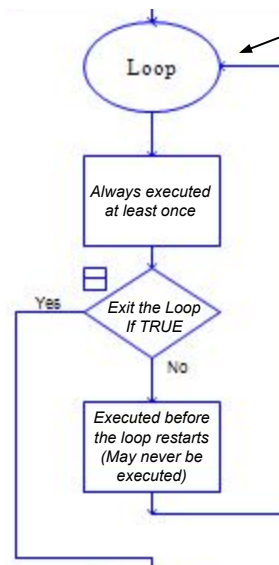 Loop
Always executed
at least once
Exit the Loop
If TRUE
Yes
No
Executed before
the loop restarts
(May never be
executed)